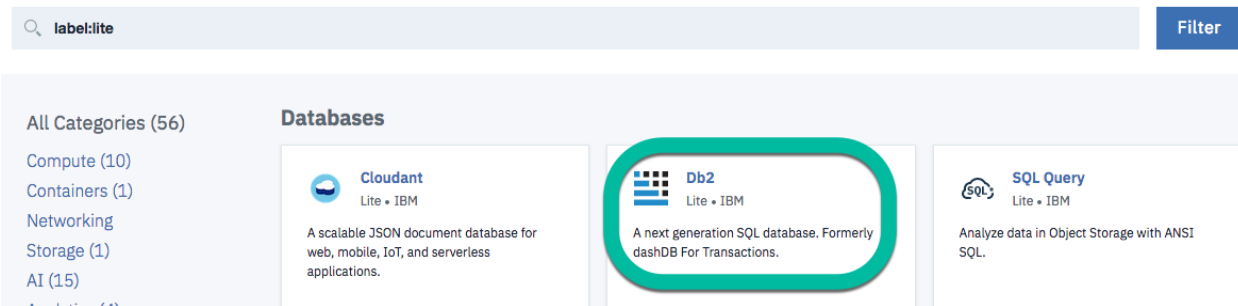 label:lite
Filter
All Categories (56)
Compute (10)
Containers (1)
Networking
Storage (1)
AI (15)
Databases
Cloudant
Lite • IBM
A scalable JSON document database for
web, mobile, IoT, and serverless
applications.
Db2
Lite • IBM
A next generation SQL database. Formerly
dashDB For Transactions.
SQL
SQL Query
Lite • IBM
Analyze data in Object Storage with ANSI
SQL.